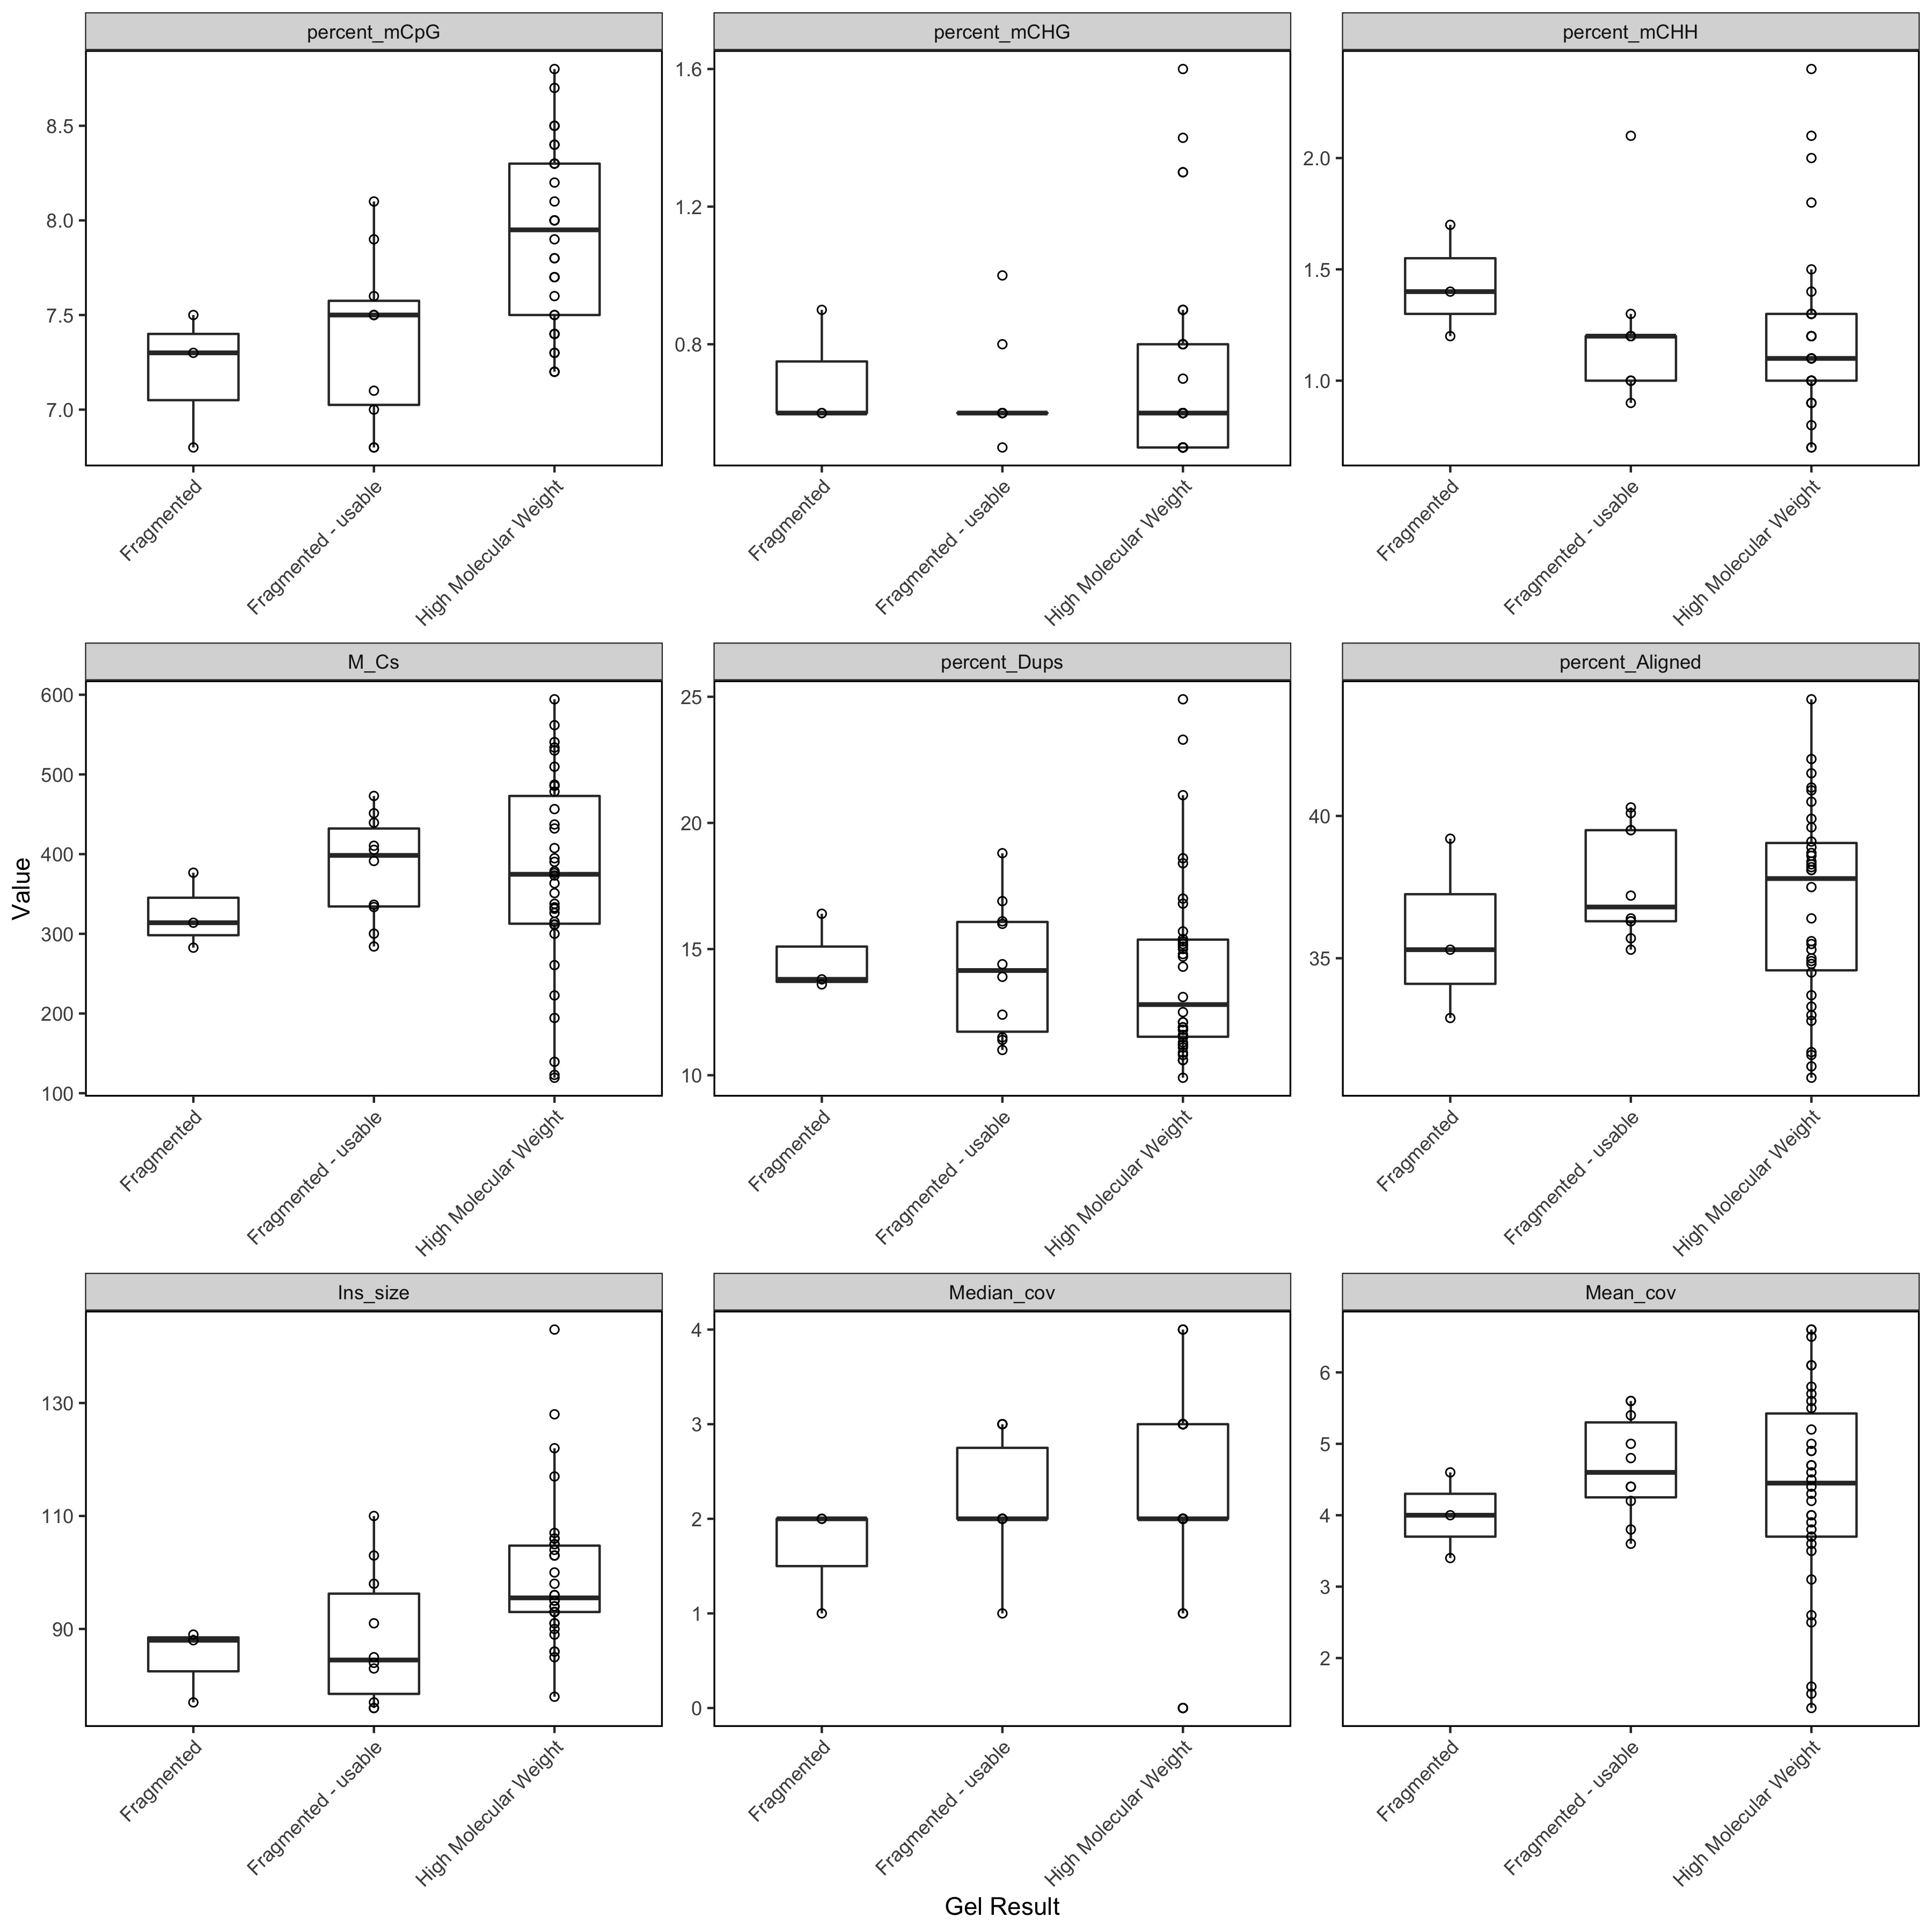 percent_mCpG
percent_mCHG
percent_mCHH
8.5
8.0
7.5
7.0
1.6
1.2
0.8
2.0
1.5
1.0
Fragmented
Fragmented - usable
High Molecular Weight
Fragmented
Fragmented - usable
High Molecular Weight
Fragmented
Fragmented - usable
High Molecular Weight
M_Cs
percent_Dups
percent_Aligned
Value
600
500
400
300
200
100
25
20
15
10
40
35
Fragmented
Fragmented - usable
High Molecular Weight
Fragmented
Fragmented - usable
High Molecular Weight
Fragmented
Fragmented - usable
High Molecular Weight
Ins_size
Median_cov
Mean_cov
130
110
90
4
3
2
1
0
6
5
4
3
2
Fragmented
Fragmented - usable
High Molecular Weight
Fragmented
Fragmented - usable
High Molecular Weight
Fragmented
Fragmented - usable
High Molecular Weight
Gel Result